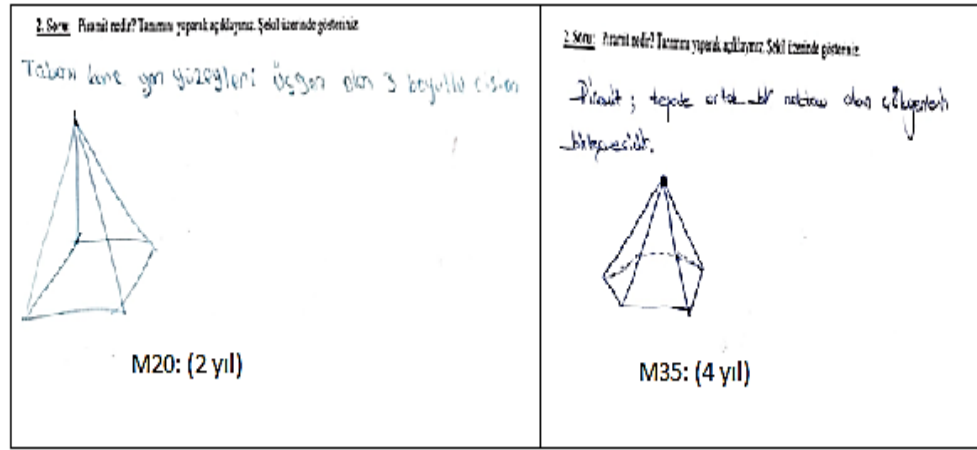 2. Soru: Piramit nedir? Tanımını yaparak açıklayınız. Şekil üzerinde gösteriniz.
Tabanı kare yan yüzeyleri üçgen olan 3 boyutlu cisim
M20: (2 yıl)
2. Soru: Piramit nedir? Tanımını yaparak açıklayınız. Şekil üzerinde gösteriniz.
Piramit; tepede ortak bir noktası olan
birleşmesidir.
M35: (4 yıl)